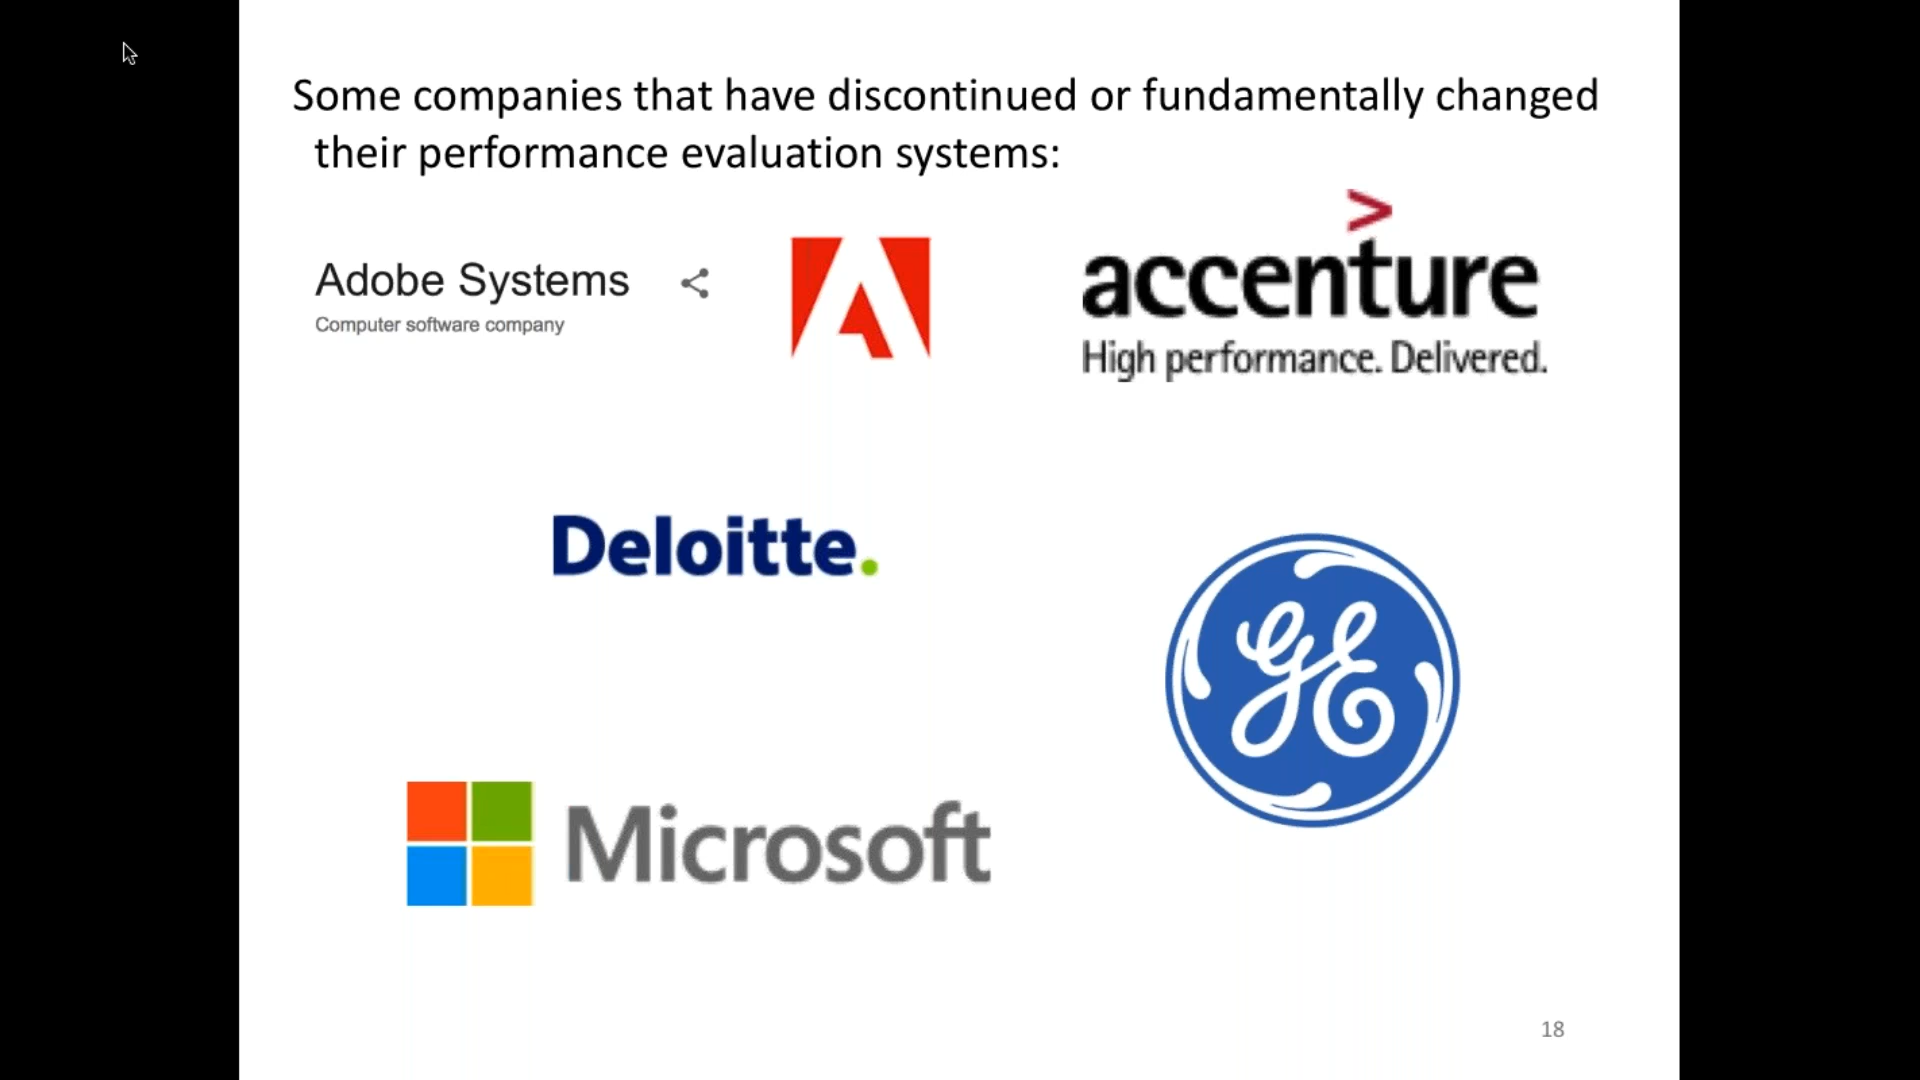 Some companies that have discontinued or fundamentally changed
their performance evaluation systems:
Adobe Systems
Computer software company
>
accenture
High performance. Delivered.
Deloitte.
GE
Microsoft
18